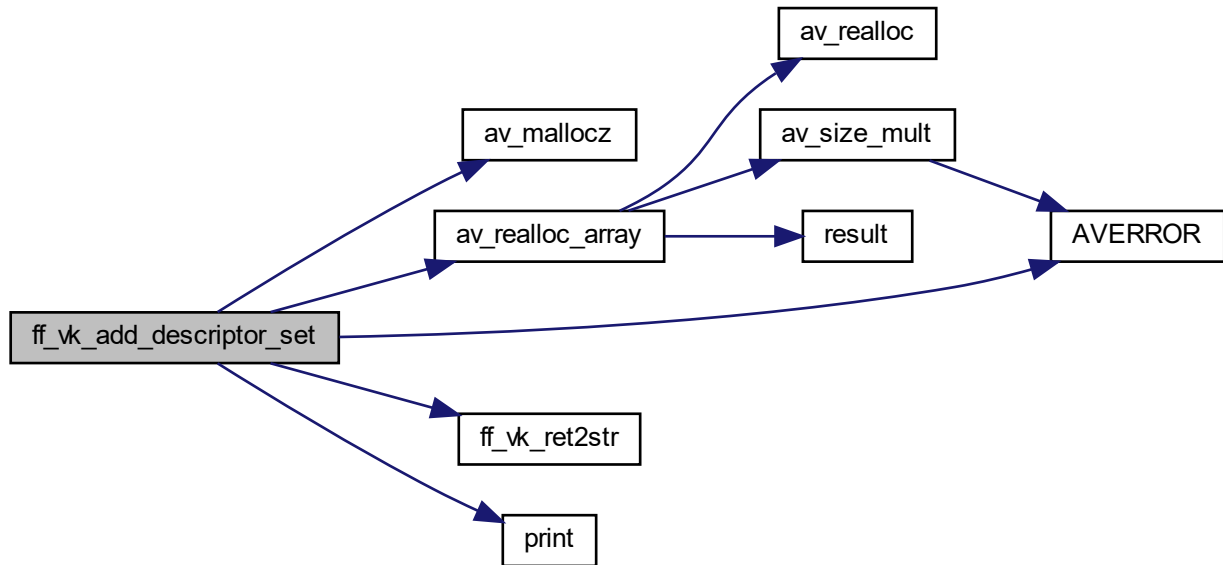 av_realloc
av_mallocz
av_size_mult
av_realloc_array
result
AVERROR
ff_vk_add_descriptor_set
ff_vk_ret2str
print